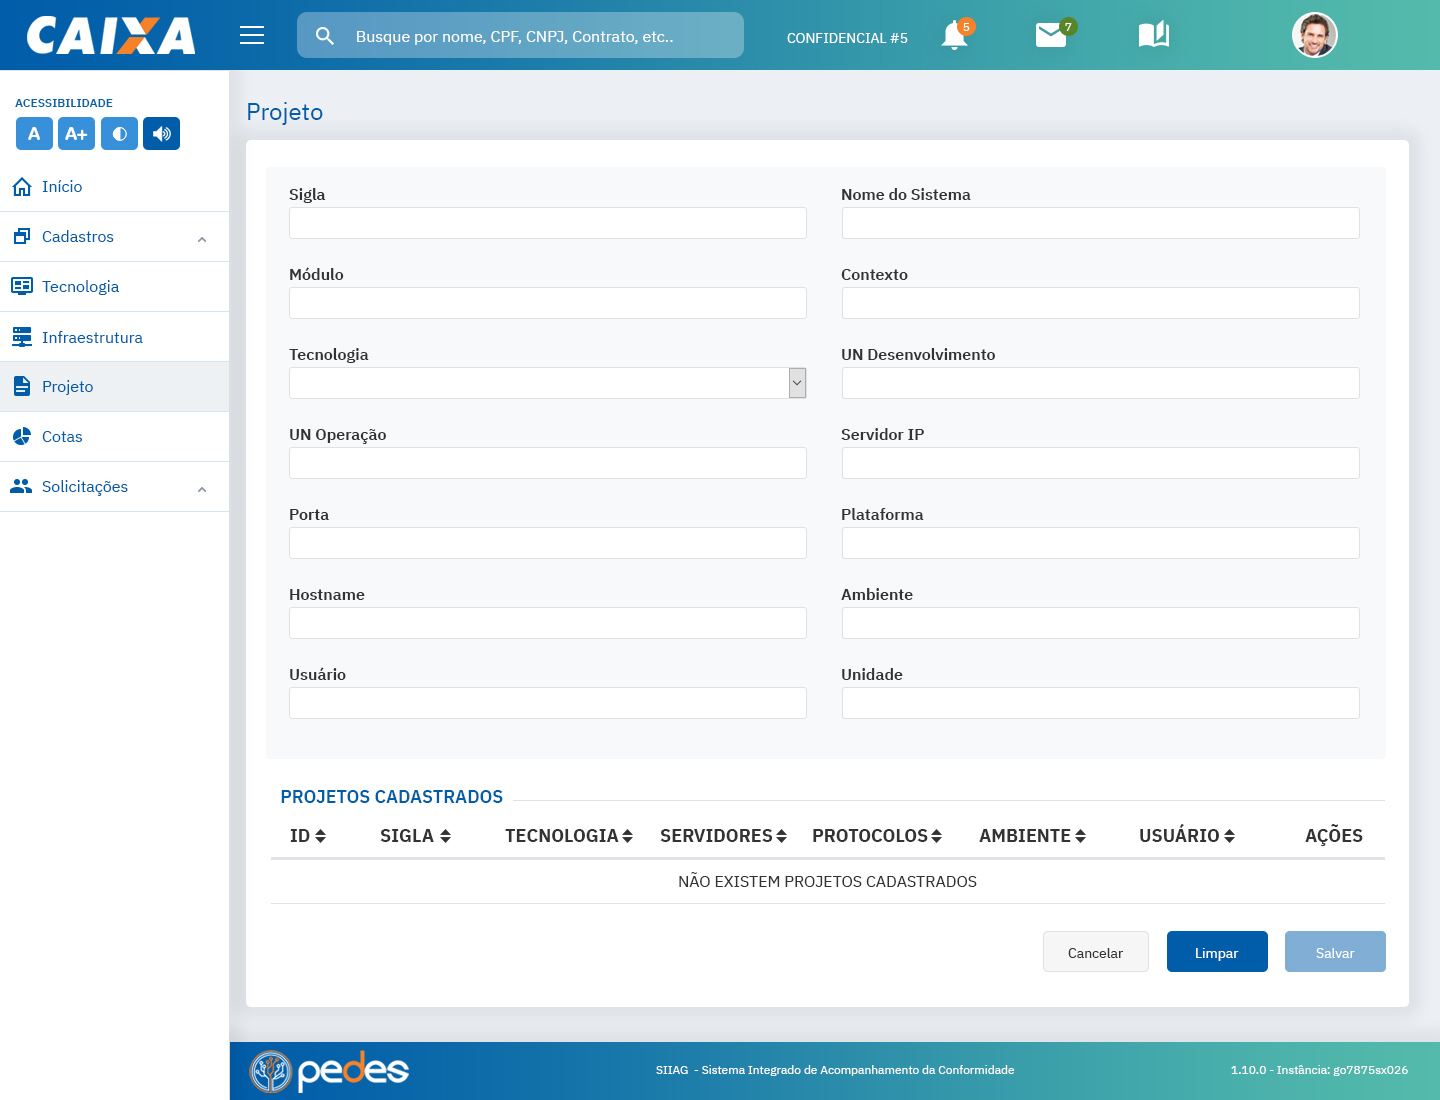 CAIXA
Busque por nome, CPF, CNPJ, Contrato, etc..
CONFIDENCIAL #5
5
7
ACESSIBILIDADE
A A+
Início
Cadastros
Tecnologia
Infraestrutura
Projeto
Cotas
Solicitações
Projeto
Sigla Nome do Sistema
Módulo Contexto
Tecnologia UN Desenvolvimento
UN Operação Servidor IP
Porta Plataforma
Hostname Ambiente
Usuário Unidade
PROJETOS CADASTRADOS
ID SIGLA TECNOLOGIA SERVIDORES PROTOCOLOS AMBIENTE USUÁRIO AÇÕES
NÃO EXISTEM PROJETOS CADASTRADOS
Cancelar Limpar Salvar
pedes
SIIAG - Sistema Integrado de Acompanhamento da Conformidade
1.10.0 - Instância: go7875sx026